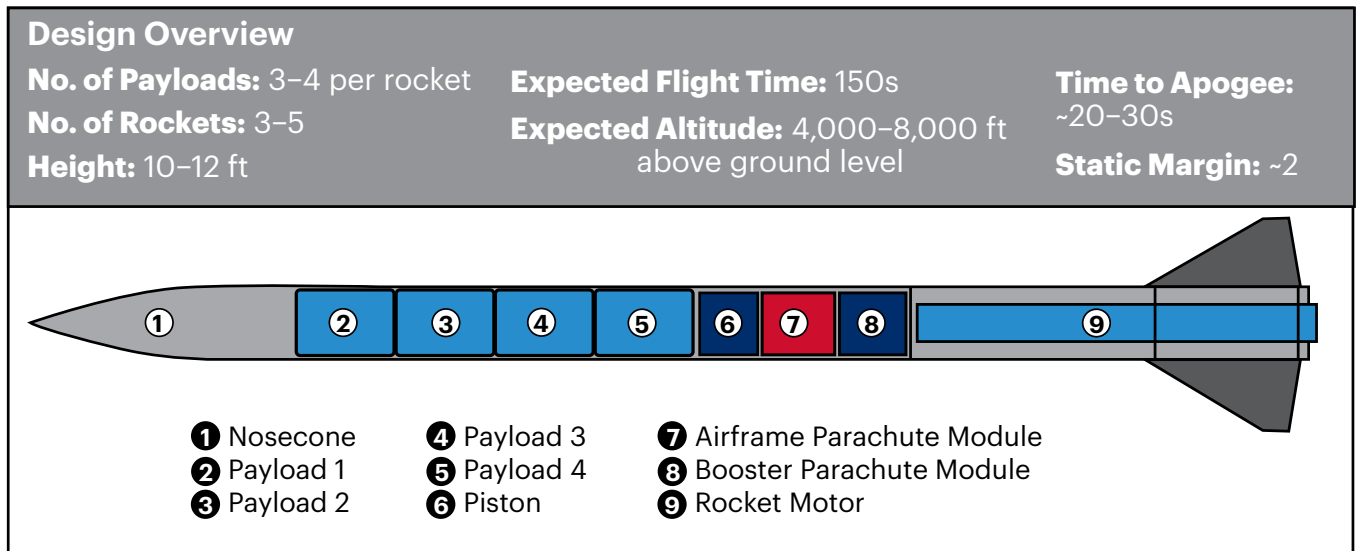 Design Overview
No. of Payloads: 3–4 per rocket
No. of Rockets: 3–5
Height: 10–12 ft
Expected Flight Time: 150s
Expected Altitude: 4,000–8,000 ft
above ground level
Time to Apogee:
~20–30s
Static Margin: ~2
1 2 3 4 5 6 7 8 9
1 Nosecone
2 Payload 1
3 Payload 2
4 Payload 3
5 Payload 4
6 Piston
7 Airframe Parachute Module
8 Booster Parachute Module
9 Rocket Motor